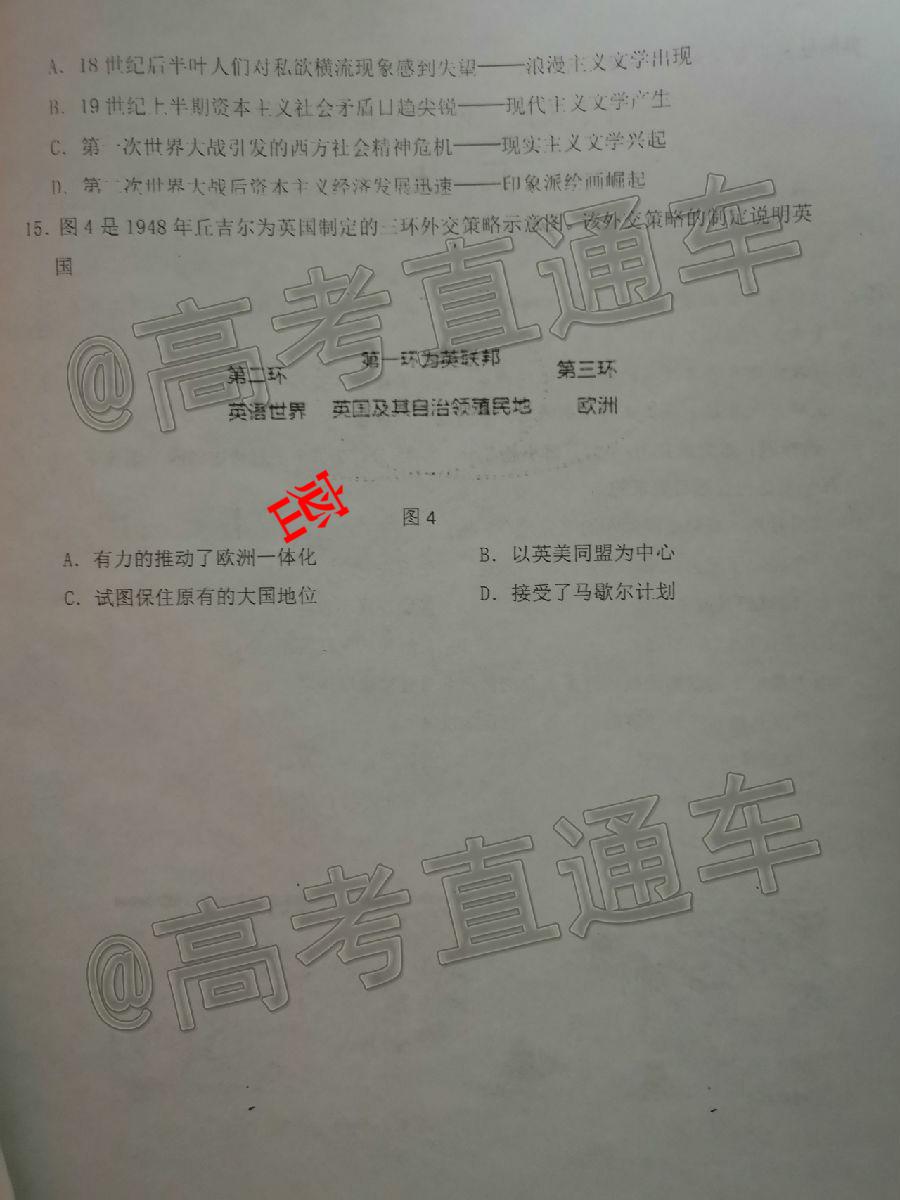 A. 18世纪后半叶人们对私欲横流现象感到失望——浪漫主义文学出现
B. 19世纪上半期资本主义社会矛盾日趋尖锐——现代主义文学产生
C. 第一次世界大战引发的西方社会精神危机——现实主义文学兴起
D. 第二次世界大战后资本主义经济发展迅速——印象派绘画崛起
15. 图4是1948年丘吉尔为英国制定的三环外交策略示意图。该外交策略的制定说明英
国
@高考直通车
第二环 第一环为英联邦 第三环
英语世界 英国及其自治领殖民地 欧洲
密
图4
A. 有力的推动了欧洲一体化 B. 以英美同盟为中心
C. 试图保住原有的大国地位 D. 接受了马歇尔计划
@高考直通车